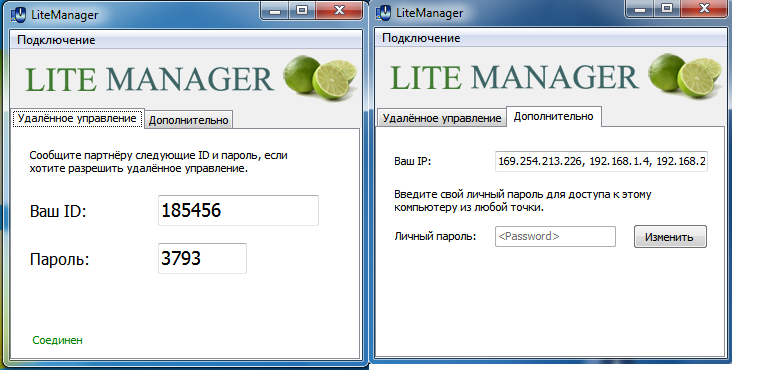 LiteManager
Подключение
LITE MANAGER
Удалённое управление
Дополнительно
Сообщите партнёру следующие ID и пароль, если
хотите разрешить удалённое управление.
Ваш ID:
185456
Пароль:
3793
Соединен
LiteManager
Подключение
LITE MANAGER
Удалённое управление
Дополнительно
Ваш IP:
169.254.213.226, 192.168.1.4, 192.168.2
Введите свой личный пароль для доступа к этому
компьютеру из любой точки.
Личный пароль:
<Password>
Изменить